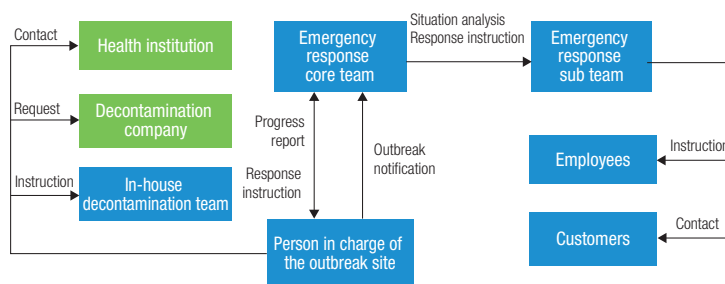 Contact
Health institution
Request
Decontamination
company
Instruction
In-house
decontamination team
Emergency
response
core team
Situation analysis
Response instruction
Emergency
response
sub team
Progress
report
Response
instruction
Outbreak
notification
Person in charge of
the outbreak site
Employees
Instruction
Customers
Contact